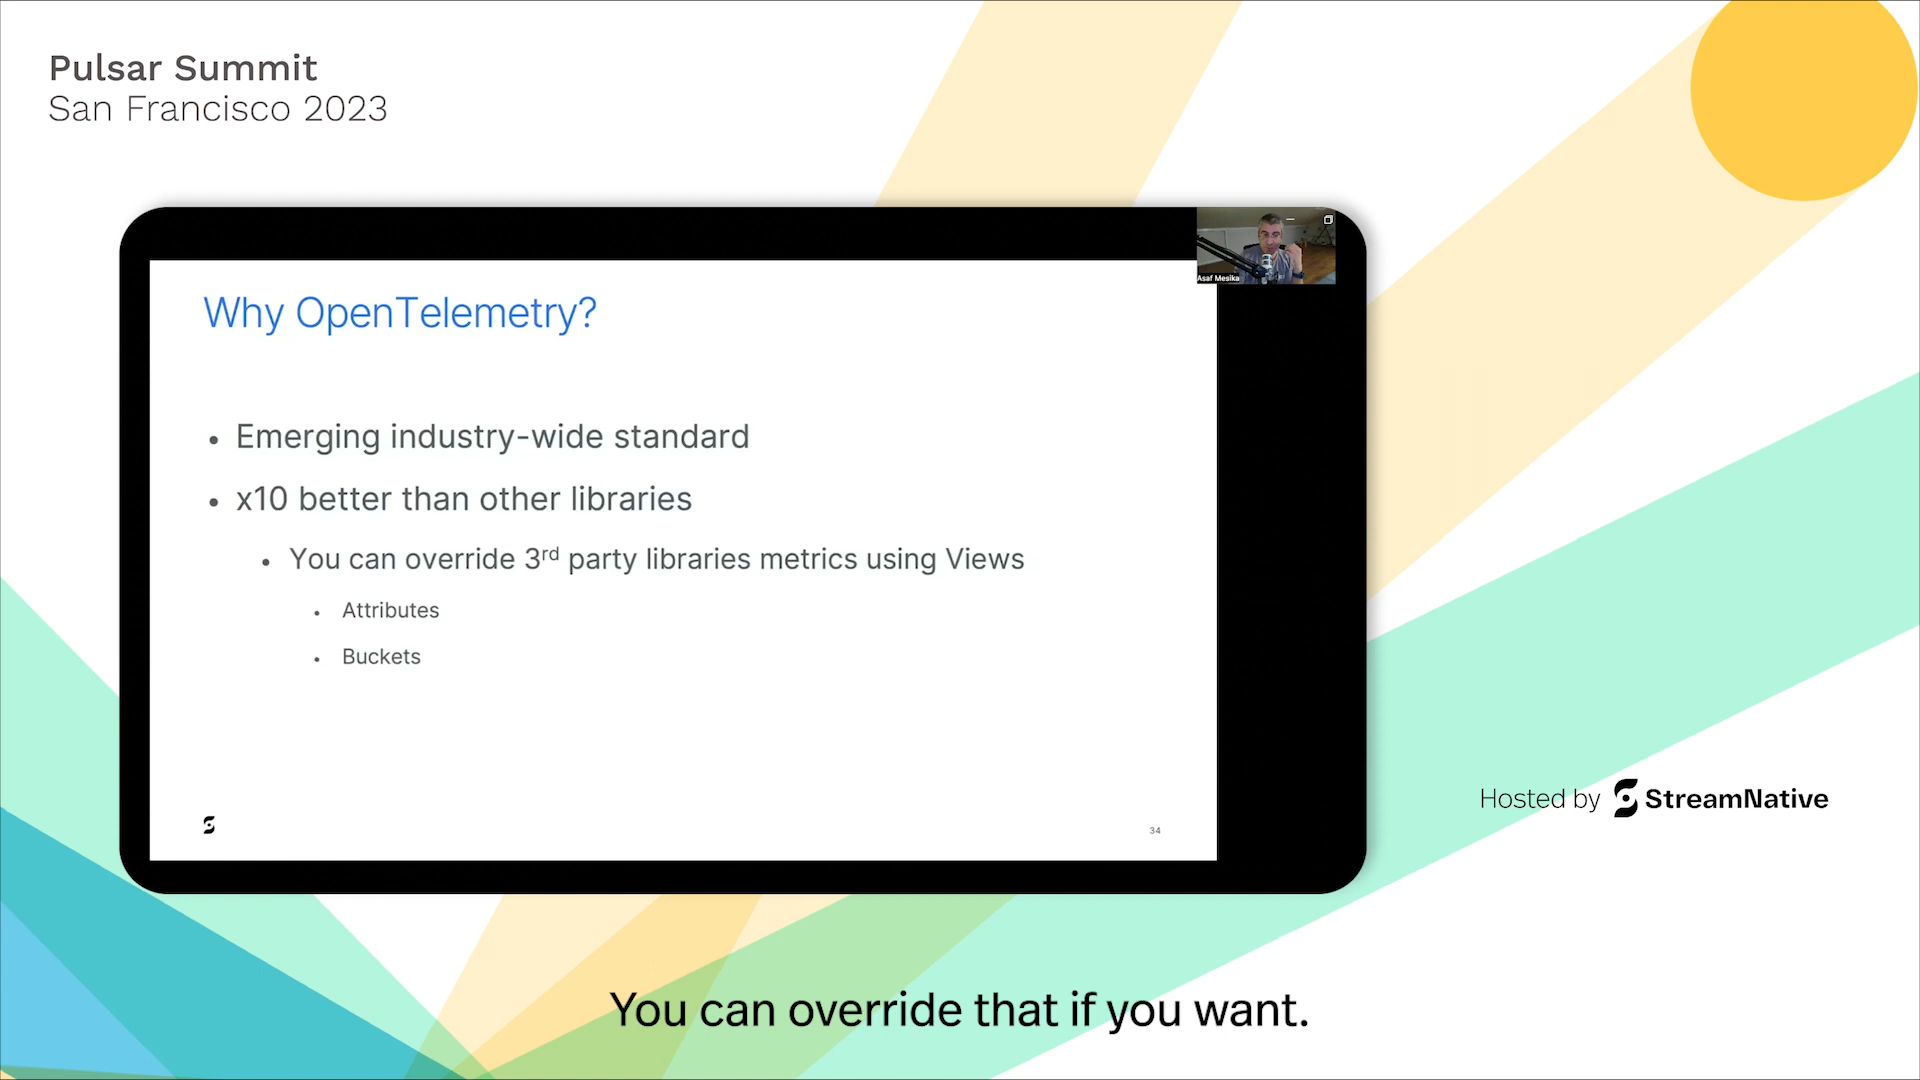 Pulsar Summit
San Francisco 2023
Asaf Mesika
Why OpenTelemetry?
• Emerging industry-wide standard
• x10 better than other libraries
• You can override 3rd party libraries metrics using Views
• Attributes
• Buckets
34
Hosted by StreamNative
You can override that if you want.